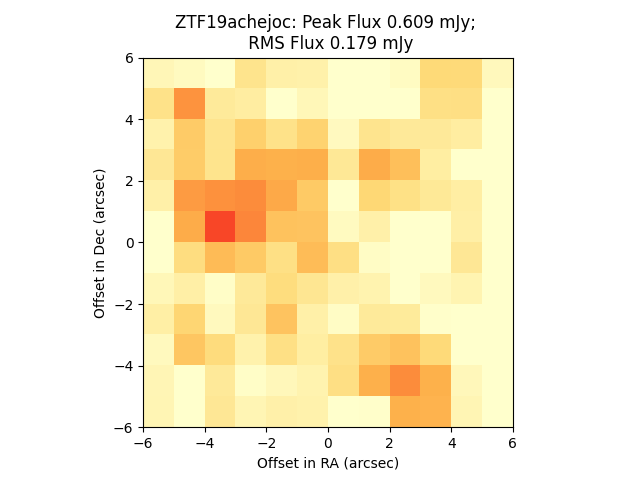 ZTF19achejoc: Peak Flux 0.609 mJy;
RMS Flux 0.179 mJy
6
4
2
0
−2
−4
−6
Offset in Dec (arcsec)
−6 −4 −2 0 2 4 6
Offset in RA (arcsec)